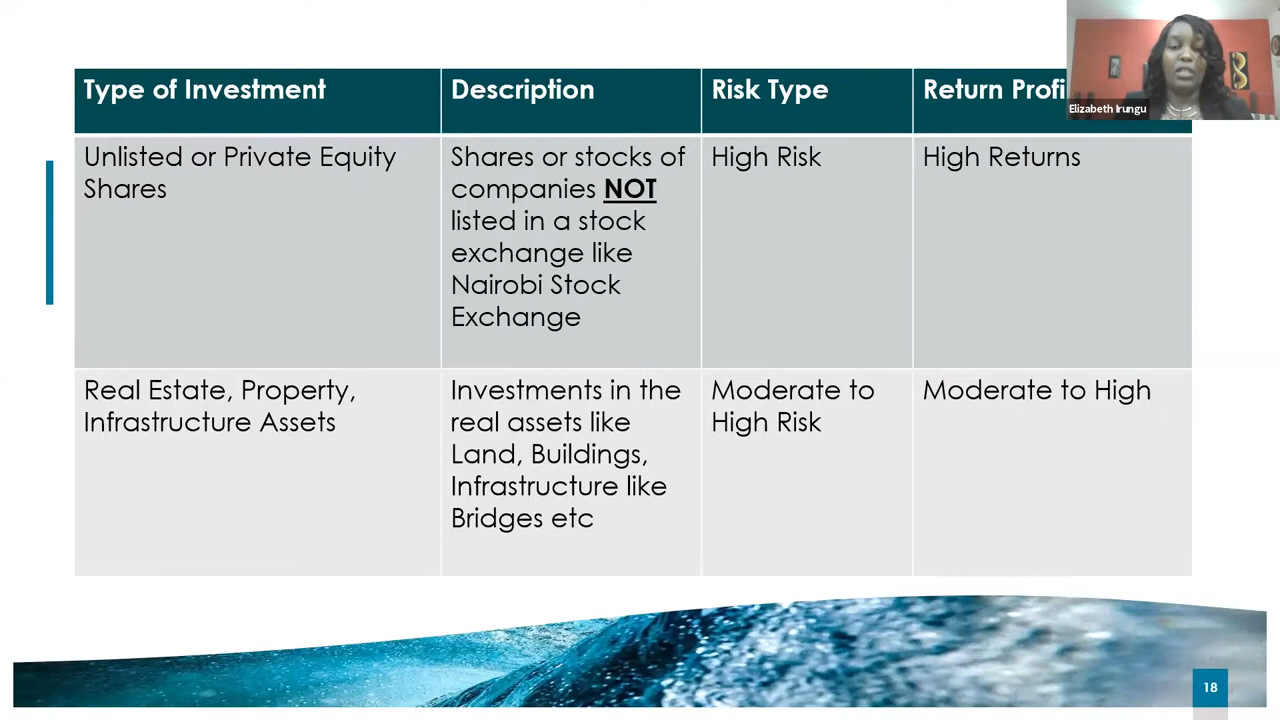 Type of Investment
Description
Risk Type
Return Profi
Elizabeth Irungu
Unlisted or Private Equity
Shares
Shares or stocks of
companies NOT
listed in a stock
exchange like
Nairobi Stock
Exchange
High Risk
High Returns
Real Estate, Property,
Infrastructure Assets
Investments in the
real assets like
Land, Buildings,
Infrastructure like
Bridges etc
Moderate to
High Risk
Moderate to High
18